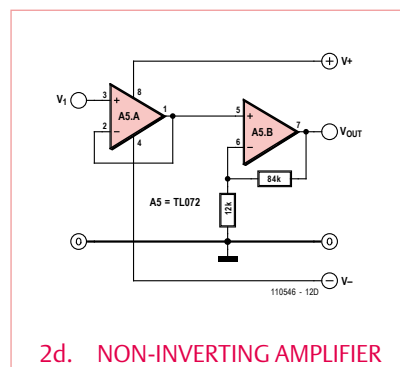 V+
8
V1
3
+
1
A5.A
2
−
4
5
+
7
A5.B
VOUT
6
−
84k
A5 = TL072
12k
0
0
V–
110546 - 12D
2d. NON-INVERTING AMPLIFIER